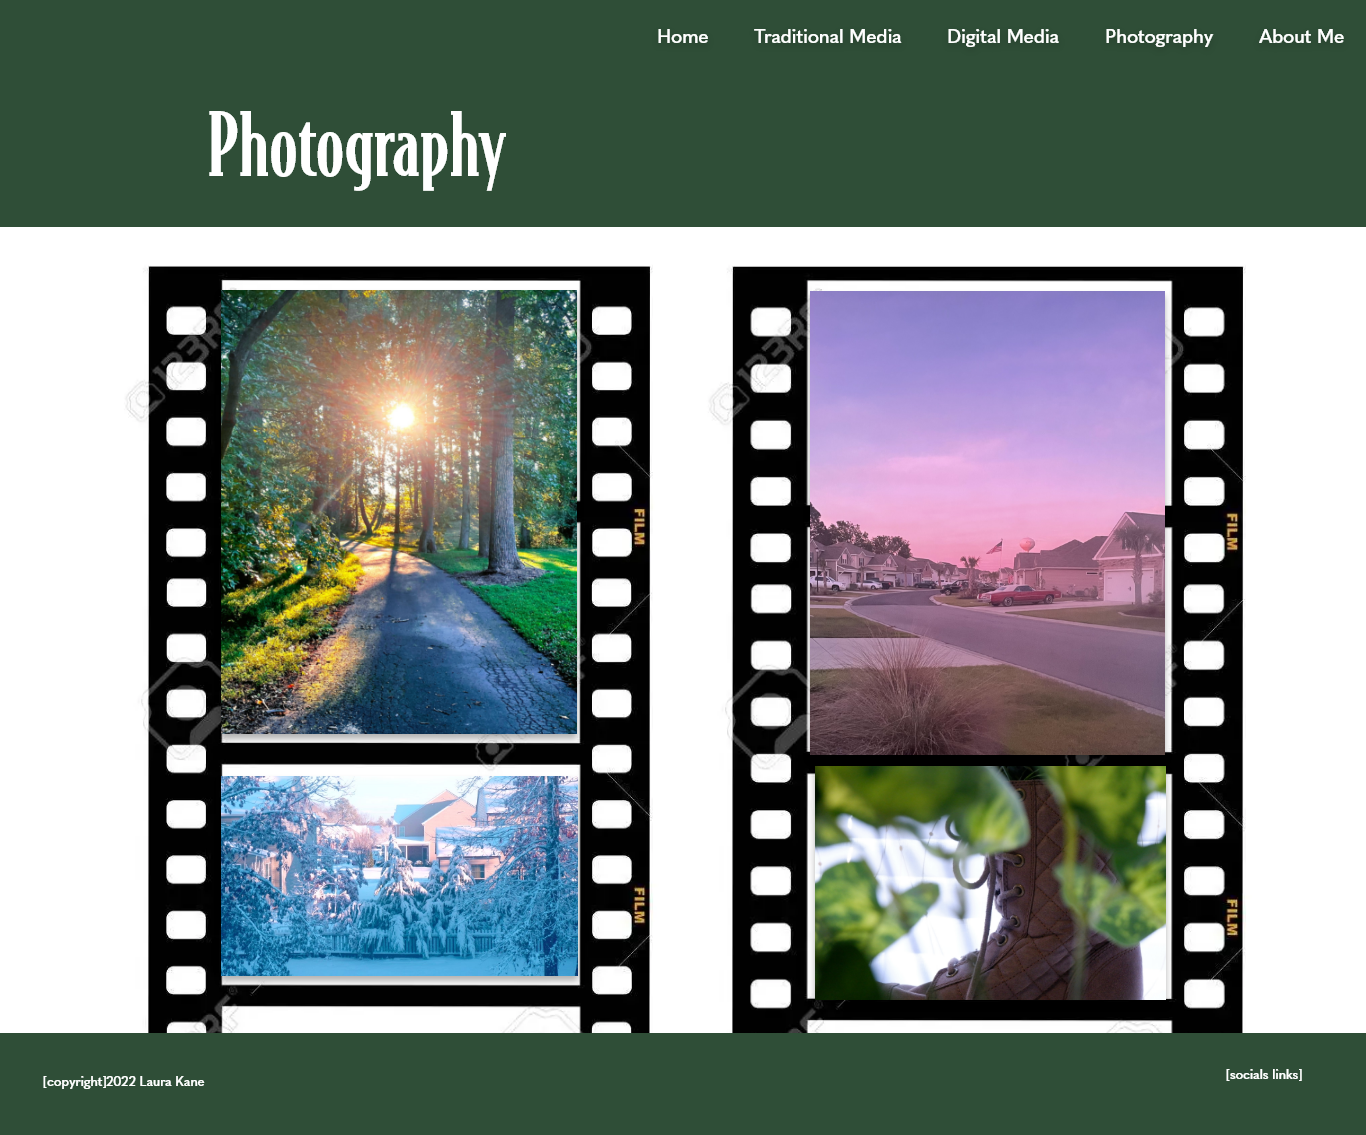 Home Traditional Media Digital Media Photography About Me
Photography
FILM
FILM
FILM
FILM
[copyright]2022 Laura Kane
[socials links]